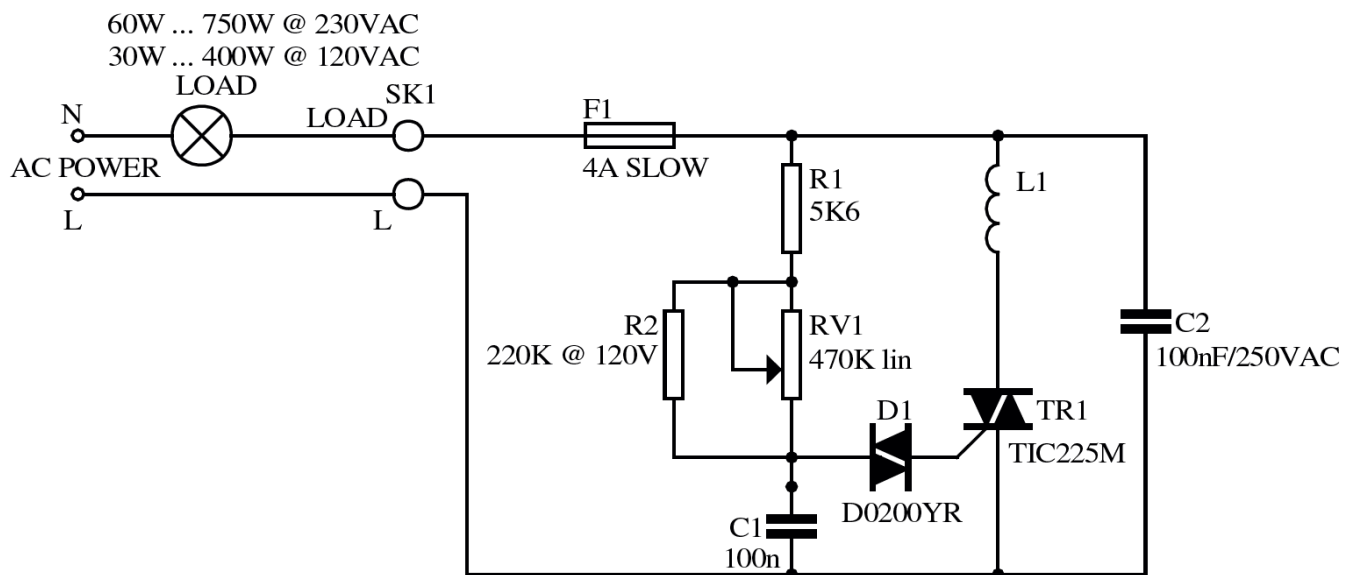 60W ... 750W @ 230VAC
30W ... 400W @ 120VAC
LOAD
SK1
N
LOAD
F1
AC POWER
4A SLOW
L
L
R1
5K6
L1
R2
220K @ 120V
RV1
470K lin
C2
100nF/250VAC
D1
TR1
TIC225M
D0200YR
C1
100n